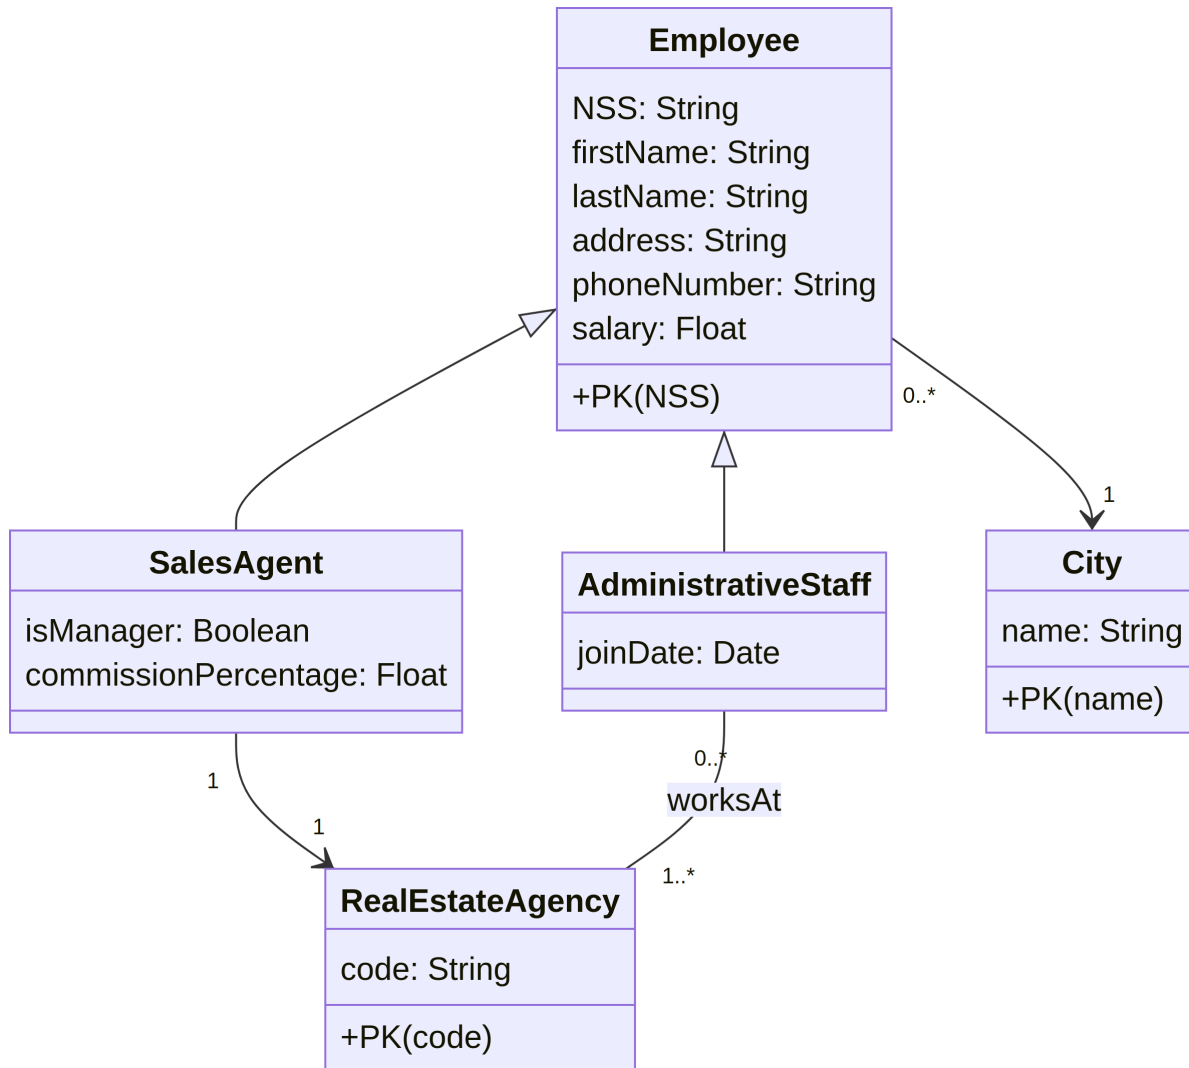 Employee
NSS: String
firstName: String
lastName: String
address: String
phoneNumber: String
salary: Float
+PK(NSS)
0..*
1
SalesAgent
isManager: Boolean
commissionPercentage: Float
AdministrativeStaff
joinDate: Date
City
name: String
+PK(name)
1
1
0..*
worksAt
1..*
RealEstateAgency
code: String
+PK(code)